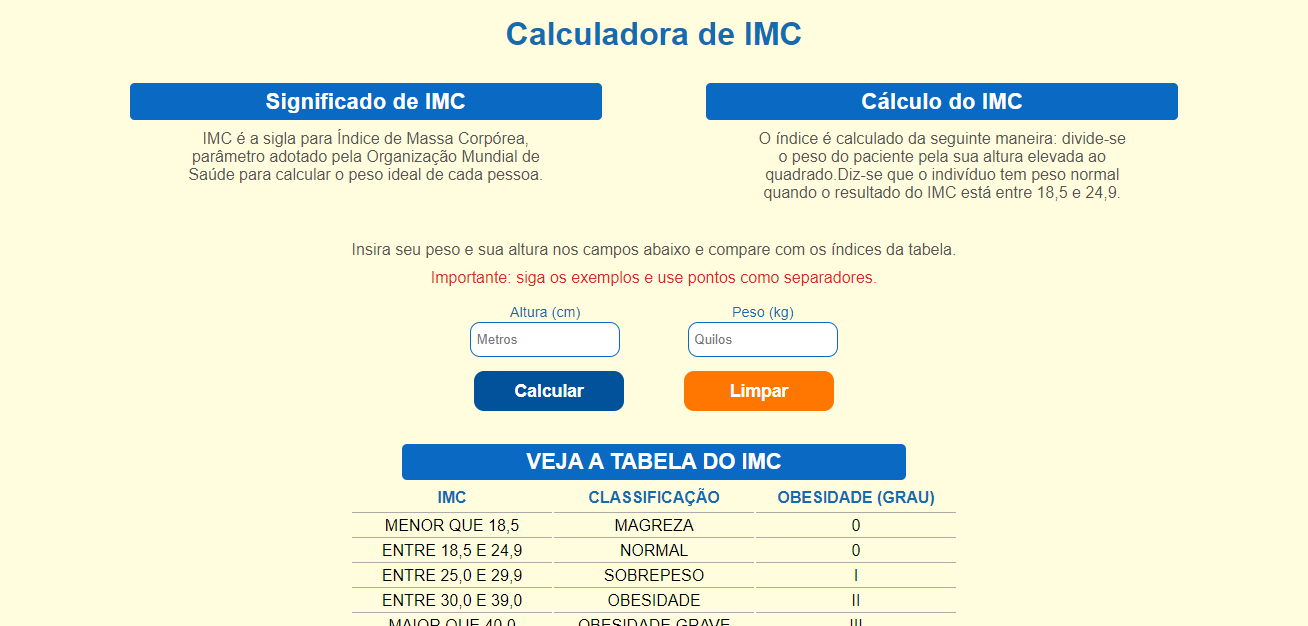 Calculadora de IMC
Significado de IMC
IMC é a sigla para Índice de Massa Corpórea,
parâmetro adotado pela Organização Mundial de
Saúde para calcular o peso ideal de cada pessoa.
Cálculo do IMC
O índice é calculado da seguinte maneira: divide-se
o peso do paciente pela sua altura elevada ao
quadrado.Diz-se que o indivíduo tem peso normal
quando o resultado do IMC está entre 18,5 e 24,9.
Insira seu peso e sua altura nos campos abaixo e compare com os índices da tabela.
Importante: siga os exemplos e use pontos como separadores.
Altura (cm) Peso (kg)
Metros Quilos
Calcular Limpar
VEJA A TABELA DO IMC
IMC CLASSIFICAÇÃO OBESIDADE (GRAU)
MENOR QUE 18,5 MAGREZA 0
ENTRE 18,5 E 24,9 NORMAL 0
ENTRE 25,0 E 29,9 SOBREPESO I
ENTRE 30,0 E 39,0 OBESIDADE II
MAIOR QUE 40,0 OBESIDADE GRAVE III